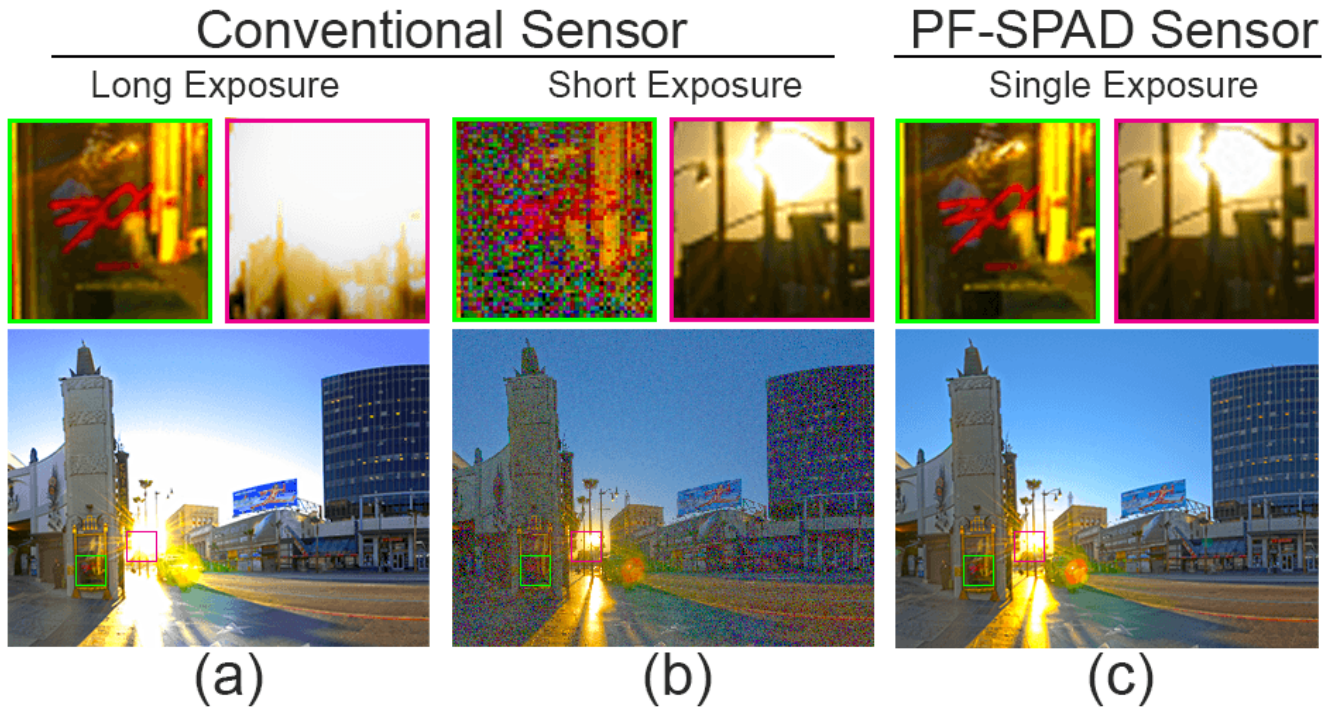 Conventional Sensor
PF-SPAD Sensor
Long Exposure
Short Exposure
Single Exposure
(a)
(b)
(c)